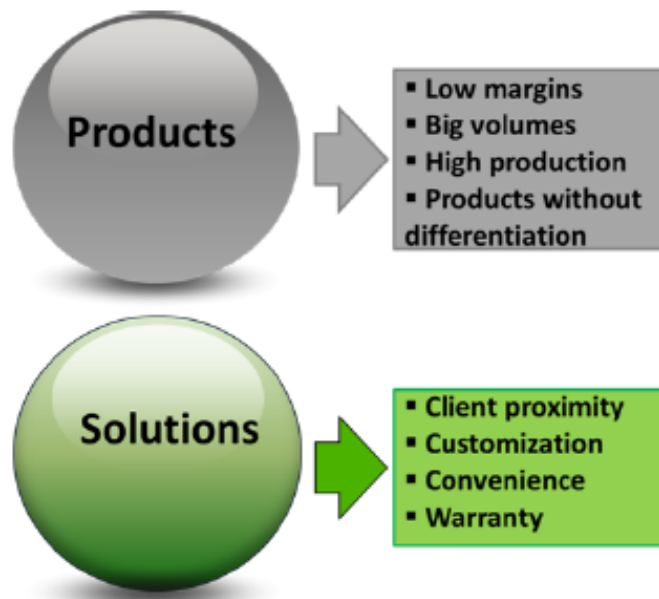 Products
▪ Low margins
▪ Big volumes
▪ High production
▪ Products without
differentiation
Solutions
▪ Client proximity
▪ Customization
▪ Convenience
▪ Warranty